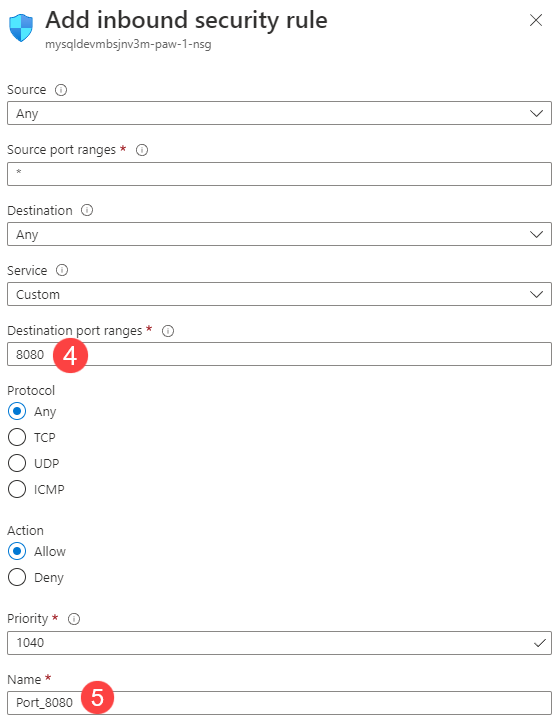 Add inbound security rule
mysqldevmbsjnv3m-paw-1-nsg
Source
Any
Source port ranges *
*
Destination
Any
Service
Custom
Destination port ranges *
8080 4
Protocol
Any
TCP
UDP
ICMP
Action
Allow
Deny
Priority *
1040
Name *
Port_8080 5